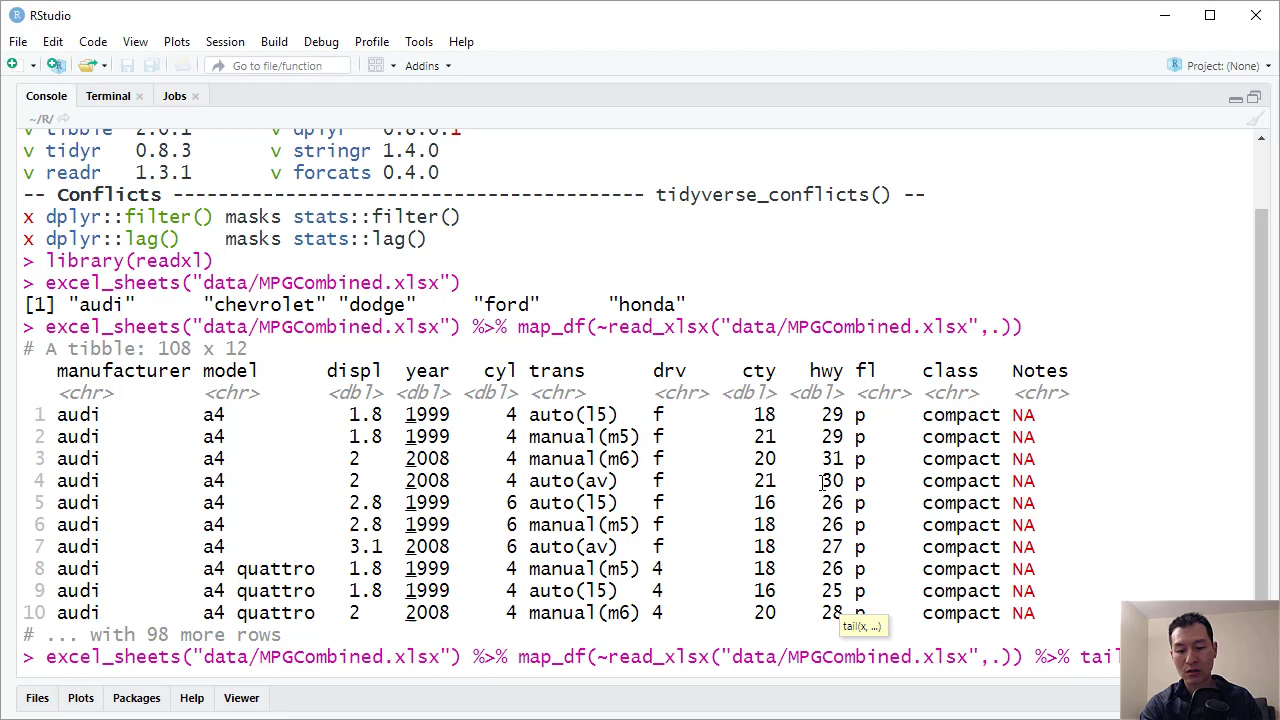 RStudio
File Edit Code View Plots Session Build Debug Profile Tools Help
Go to file/function Addins Project: (None)
Console Terminal Jobs
~/R/
v tibble 2.0.1 v dplyr 0.8.0.1
v tidyr 0.8.3 v stringr 1.4.0
v readr 1.3.1 v forcats 0.4.0
-- Conflicts ------------------------------------------ tidyverse_conflicts() --
x dplyr::filter() masks stats::filter()
x dplyr::lag() masks stats::lag()
> library(readxl)
> excel_sheets("data/MPGCombined.xlsx")
[1] "audi" "chevrolet" "dodge" "ford" "honda"
> excel_sheets("data/MPGCombined.xlsx") %>% map_df(~read_xlsx("data/MPGCombined.xlsx",.))
# A tibble: 108 x 12
manufacturer model displ year cyl trans drv cty hwy fl class Notes
<chr> <chr> <dbl> <dbl> <dbl> <chr> <chr> <dbl> <dbl> <chr> <chr> <chr>
1 audi a4 1.8 1999 4 auto(l5) f 18 29 p compact NA
2 audi a4 1.8 1999 4 manual(m5) f 21 29 p compact NA
3 audi a4 2 2008 4 manual(m6) f 20 31 p compact NA
4 audi a4 2 2008 4 auto(av) f 21 30 p compact NA
5 audi a4 2.8 1999 6 auto(l5) f 16 26 p compact NA
6 audi a4 2.8 1999 6 manual(m5) f 18 26 p compact NA
7 audi a4 3.1 2008 6 auto(av) f 18 27 p compact NA
8 audi a4 quattro 1.8 1999 4 manual(m5) 4 18 26 p compact NA
9 audi a4 quattro 1.8 1999 4 auto(l5) 4 16 25 p compact NA
10 audi a4 quattro 2 2008 4 manual(m6) 4 20 28 p compact NA
tail(x, ...)
# ... with 98 more rows
> excel_sheets("data/MPGCombined.xlsx") %>% map_df(~read_xlsx("data/MPGCombined.xlsx",.)) %>% tail
Files Plots Packages Help Viewer